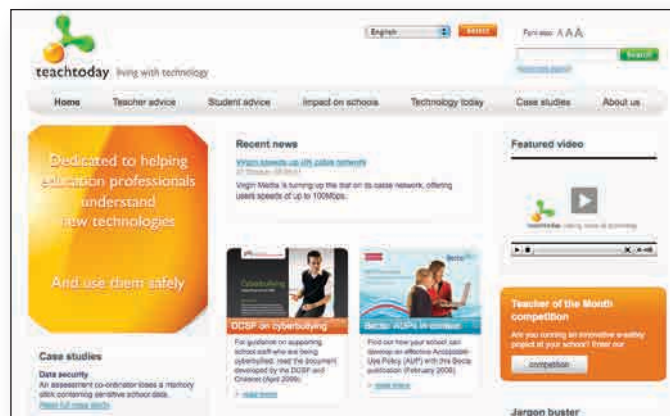 English
Select
Font size: A A A
Search
teachtoday living with technology
Home
Teacher advice
Student advice
Impact on schools
Technology today
Case studies
About us
Dedicated to helping
education professionals
understand
new technologies
And use them safely
Recent news
Virgin speeds up UK cable network
Virgin Media is turning up the dial on its cable network, offering
users speeds of up to 100Mbps.
Cyberbullying
DCSF on cyberbullying
For guidance on supporting
school staff who are being
cyberbullied, read the document
developed by the DCSF and
Childnet (April 2009).
> read more
Becta
Becta: AUPs in context
Find out how your school can
develop an effective Acceptable
Use Policy (AUP) with this Becta
publication (February 2009).
> read more
Featured video
teachtoday
Teacher of the Month
competition
Are you running an innovative e-safety
project at your school? Enter our
competition
Case studies
Data security
An assessment co-ordinator loses a memory
stick containing sensitive school data.
Read full case study
Jargon buster